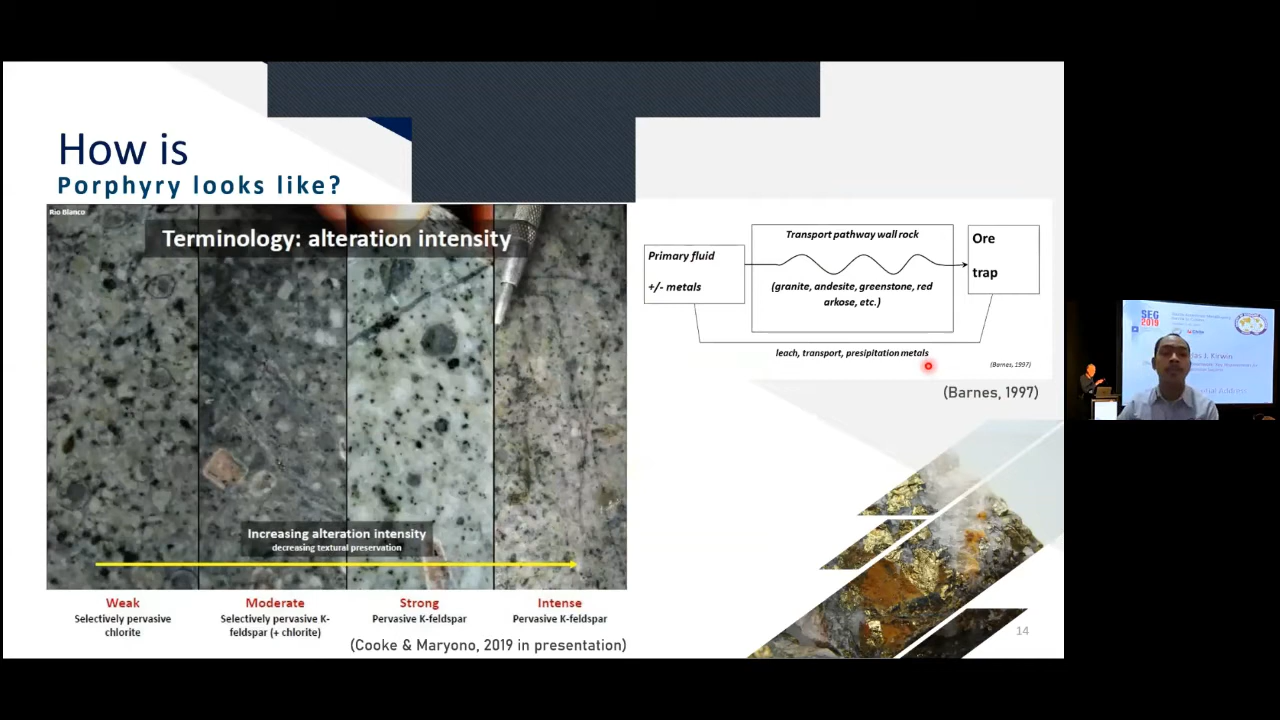 How is
Porphyry looks like?
Rio Blanco
Terminology: alteration intensity
Increasing alteration intensity
decreasing textural preservation
Weak
Selectively pervasive
chlorite
Moderate
Selectively pervasive K-
feldspar (+ chlorite)
Strong
Pervasive K-feldspar
Intense
Pervasive K-feldspar
(Cooke & Maryono, 2019 in presentation)
Primary fluid
+/- metals
Transport pathway wall rock
(granite, andesite, greenstone, red
arkose, etc.)
Ore
trap
leach, transport, presipitation metals
(Barnes, 1997)
(Barnes, 1997)
14
SEG
2019
Kirwin